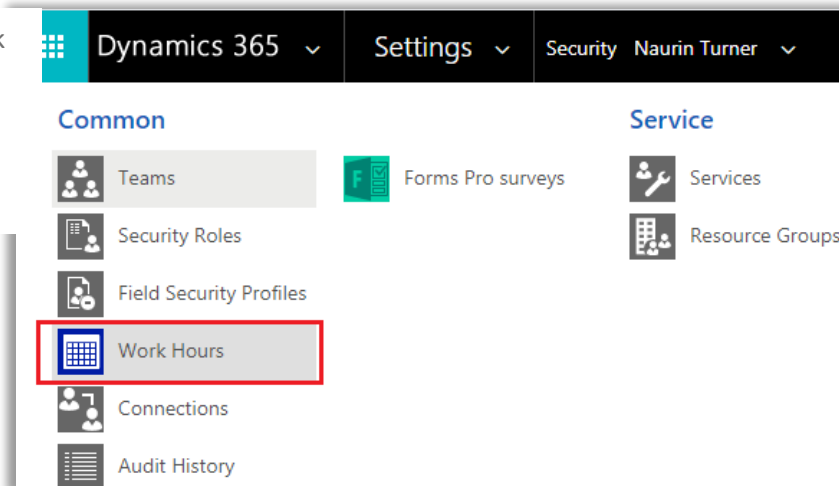 k
Dynamics 365 Settings Security Naurin Turner
Common
Service
Teams
Forms Pro surveys
Services
Security Roles
Resource Groups
Field Security Profiles
Work Hours
Connections
Audit History